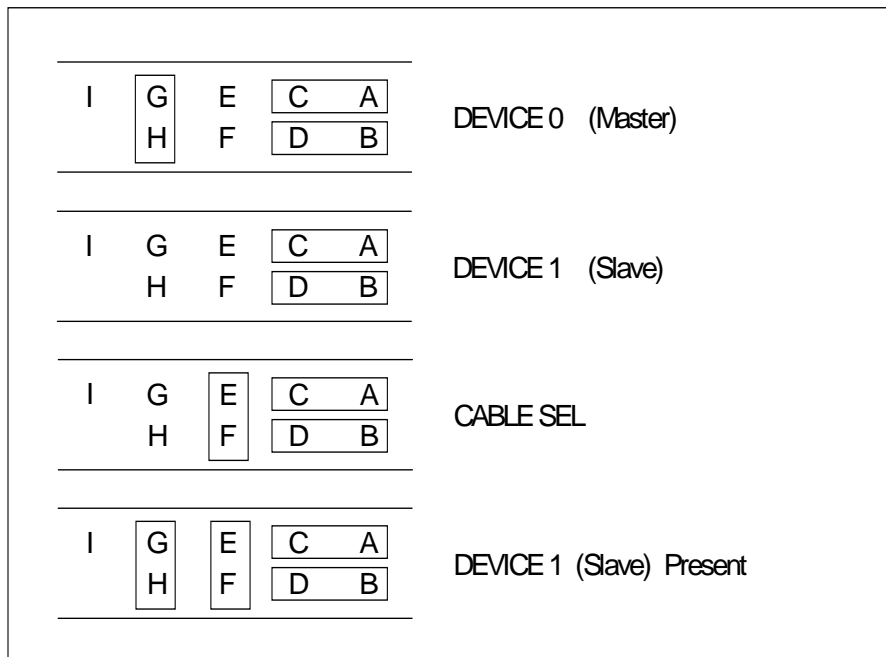 I G E C A
H F D B
DEVICE 0 (Master)
I G E C A
H F D B
DEVICE 1 (Slave)
I G E C A
H F D B
CABLE SEL
I G E C A
H F D B
DEVICE 1 (Slave) Present